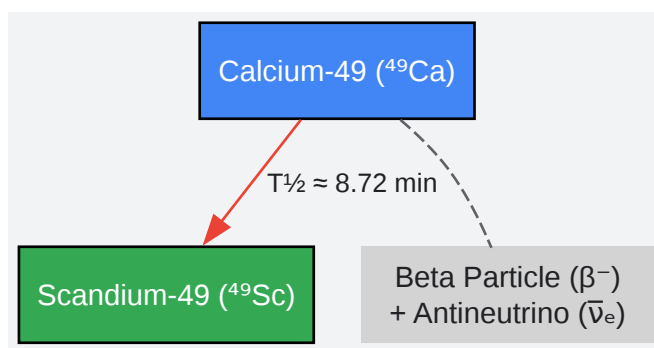 Calcium-49 (⁴⁹Ca)
T½ ≈ 8.72 min
Scandium-49 (⁴⁹Sc)
Beta Particle (β⁻)
+ Antineutrino (ν̅ₑ)